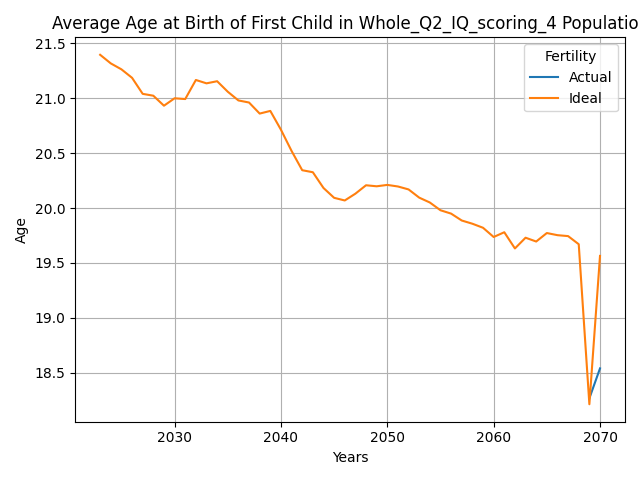 Average Age at Birth of First Child in Whole_Q2_IQ_scoring_4 Populatio
Fertility
Actual
Ideal
21.5
21.0
20.5
20.0
19.5
19.0
18.5
Age
2030
2040
2050
2060
2070
Years